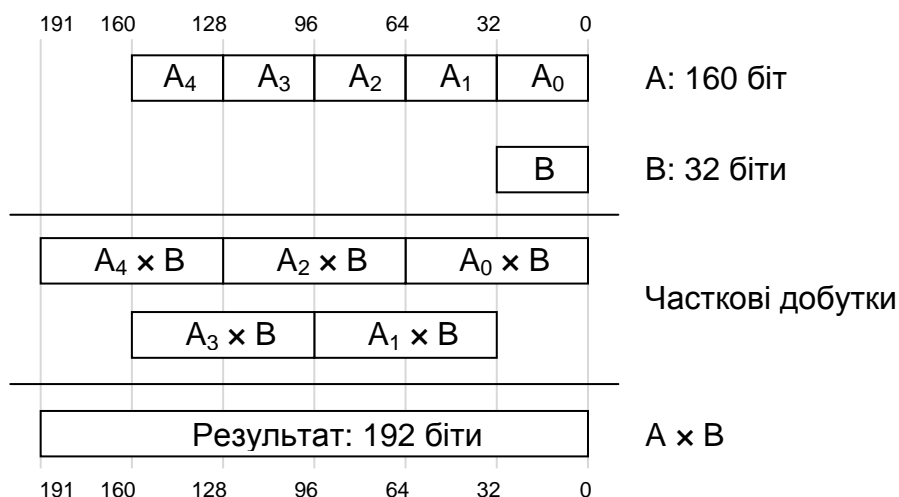 191 160 128 96 64 32 0
A₄ A₃ A₂ A₁ A₀ А: 160 біт
B В: 32 біти
A₄ × B A₂ × B A₀ × B
Часткові добутки
A₃ × B A₁ × B
Результат: 192 біти А × В
191 160 128 96 64 32 0